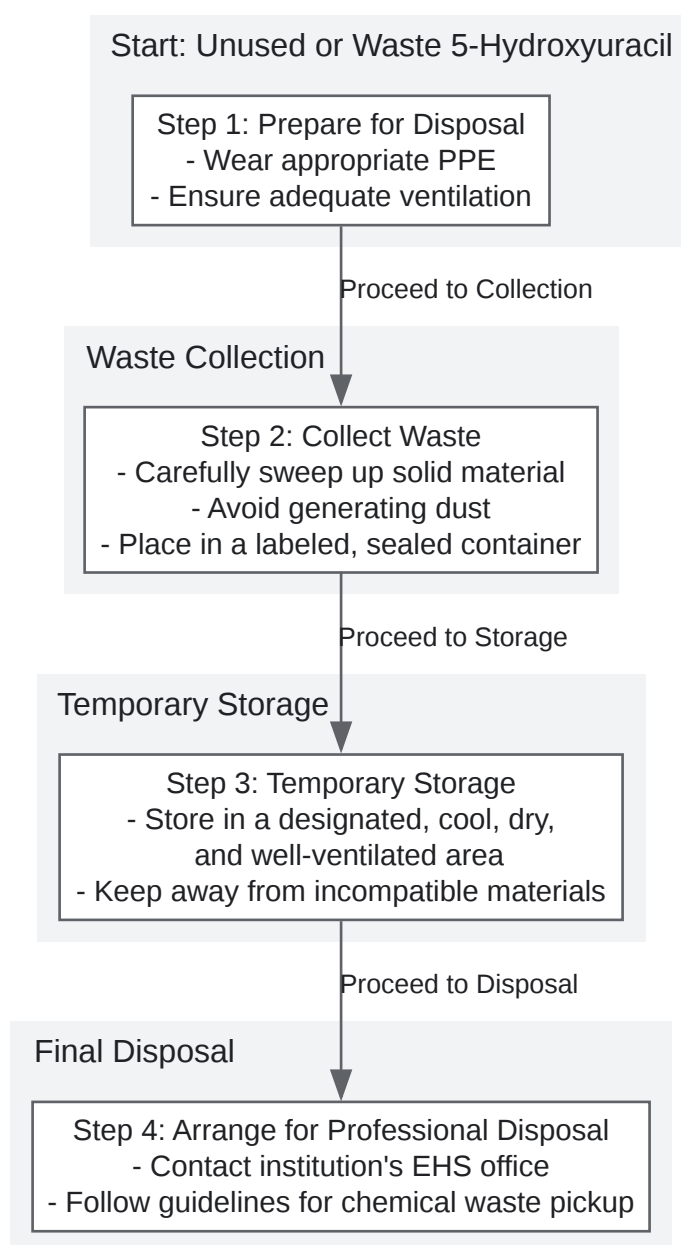 Start: Unused or Waste 5-Hydroxyuracil
Step 1: Prepare for Disposal
- Wear appropriate PPE
- Ensure adequate ventilation
Proceed to Collection
Waste Collection
Step 2: Collect Waste
- Carefully sweep up solid material
- Avoid generating dust
- Place in a labeled, sealed container
Proceed to Storage
Temporary Storage
Step 3: Temporary Storage
- Store in a designated, cool, dry,
and well-ventilated area
- Keep away from incompatible materials
Proceed to Disposal
Final Disposal
Step 4: Arrange for Professional Disposal
- Contact institution's EHS office
- Follow guidelines for chemical waste pickup